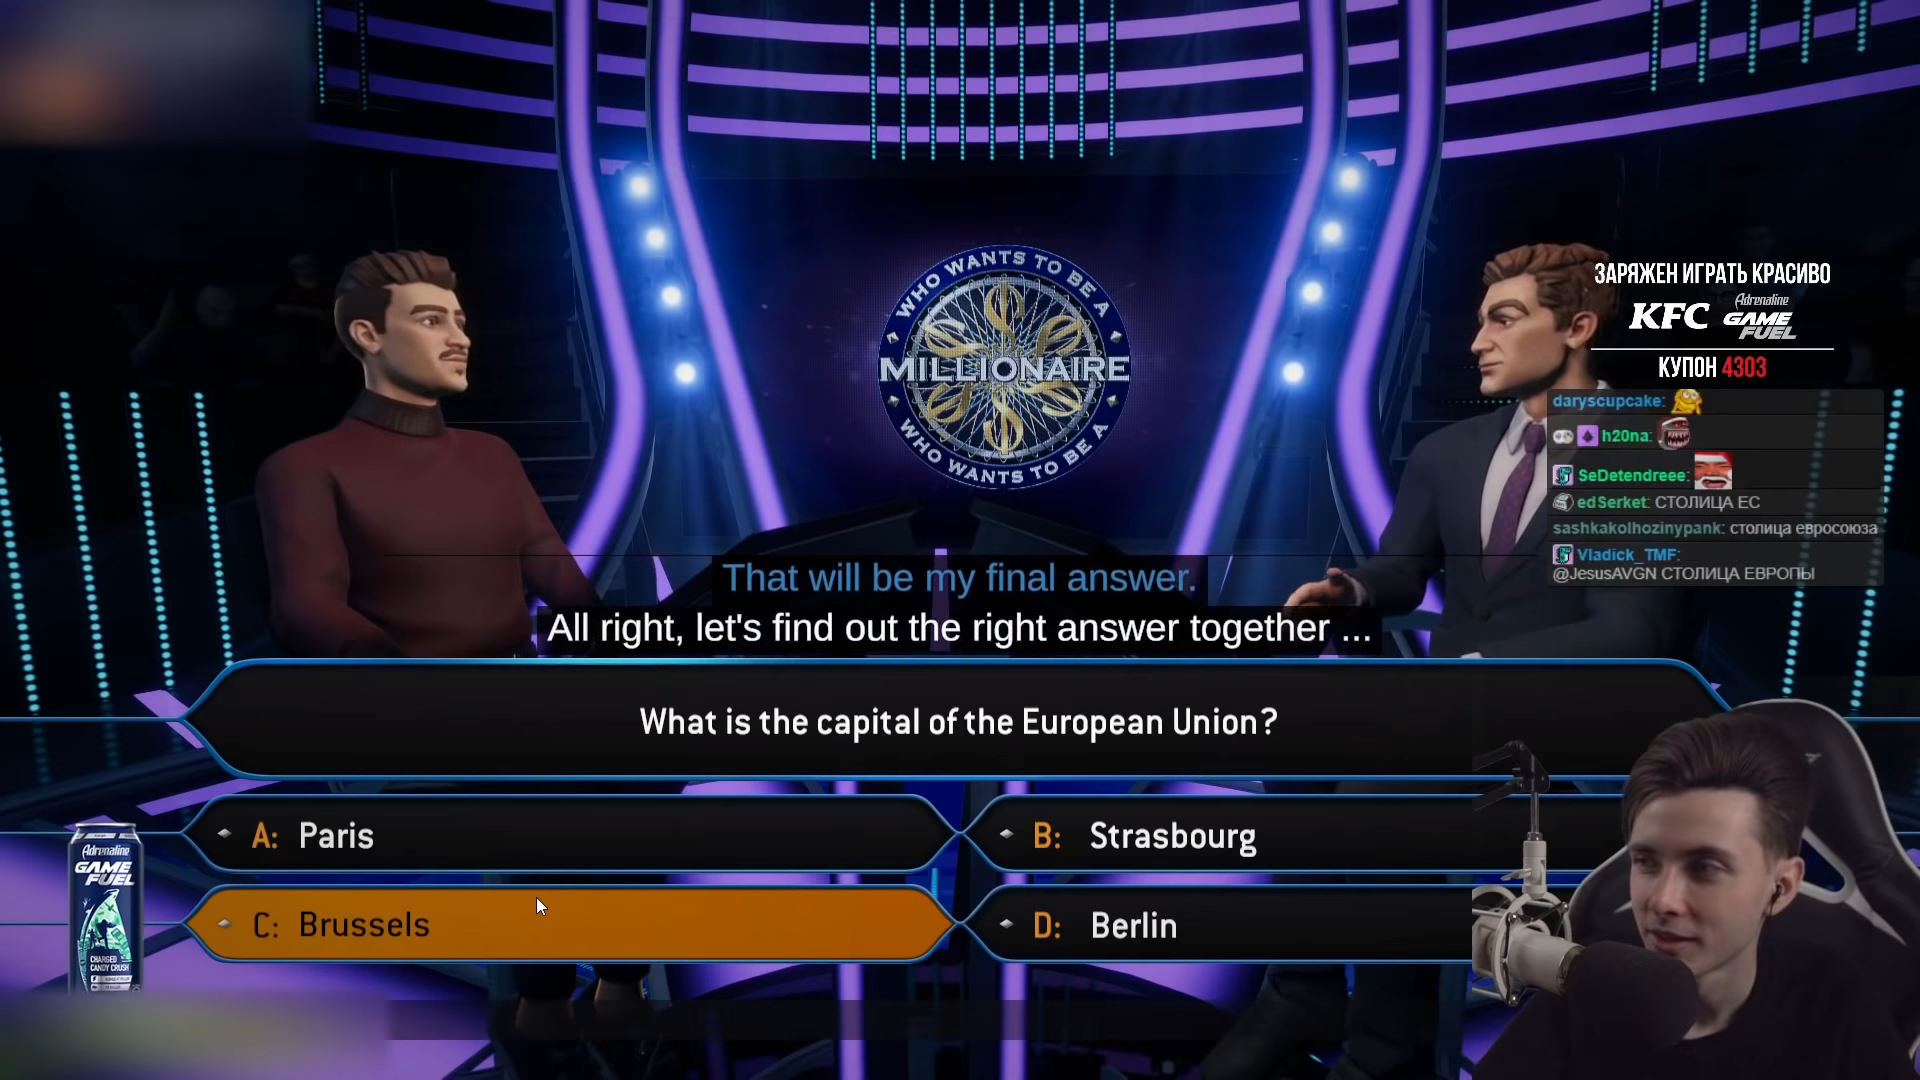 WHO WANTS TO BE A
MILLIONAIRE
WHO WANTS TO BE A
ЗАРЯЖЕН ИГРАТЬ КРАСИВО
KFC Adrenaline GAME FUEL
КУПОН 4303
daryscupcake:
h20na:
SeDetendreee:
edSerket: СТОЛИЦА ЕС
sashkakolhozinypank: столица евросоюза
Vladick_TMF:
@JesusAVGN СТОЛИЦА ЕВРОПЫ
That will be my final answer.
All right, let's find out the right answer together ...
What is the capital of the European Union?
A: Paris
B: Strasbourg
C: Brussels
D: Berlin
Adrenaline
GAME
FUEL
CHARGED
CANDY CRUSH